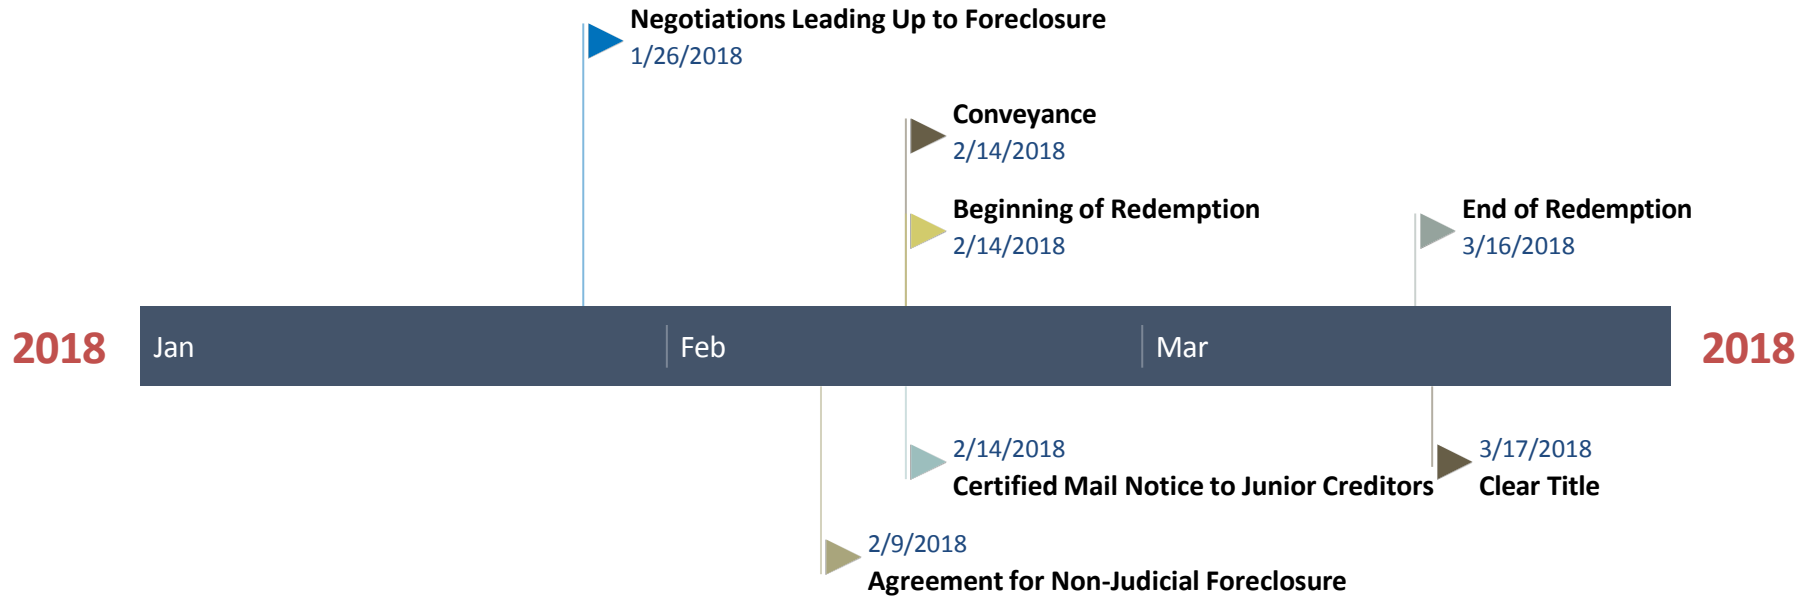 Negotiations Leading Up to Foreclosure
1/26/2018
Conveyance
2/14/2018
Beginning of Redemption
2/14/2018
End of Redemption
3/16/2018
2018
Jan
Feb
Mar
2018
2/14/2018
Certified Mail Notice to Junior Creditors
3/17/2018
Clear Title
2/9/2018
Agreement for Non-Judicial Foreclosure